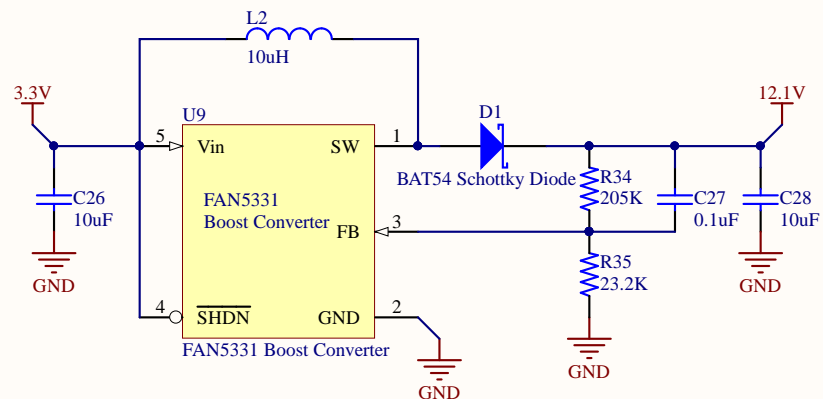 L2
10uH
3.3V
12.1V
U9
D1
5
Vin
SW
1
BAT54 Schottky Diode
C26
10uF
FAN5331
Boost Converter
R34
205K
C27
0.1uF
C28
10uF
FB
3
GND
R35
23.2K
GND
4
SHDN
GND
2
FAN5331 Boost Converter
GND
GND